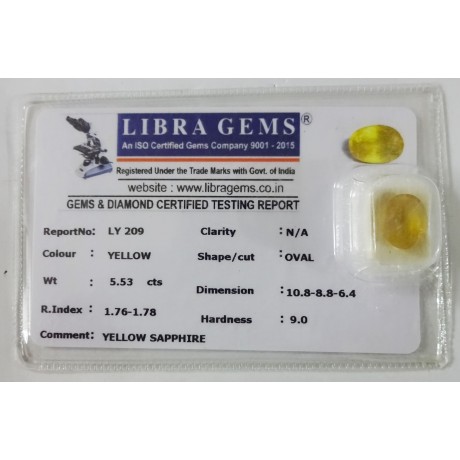 LIBRA GEMS®
An ISO Certified Gems Company 9001 - 2015
Registered Under the Trade Marks with Govt. of India
website : www.libragems.co.in
GEMS & DIAMOND CERTIFIED TESTING REPORT
ReportNo: LY 209 Clarity : N/A
Colour : YELLOW Shape/cut : OVAL
Wt : 5.53 cts Dimension : 10.8-8.8-6.4
R.Index : 1.76-1.78 Hardness : 9.0
Comment: YELLOW SAPPHIRE